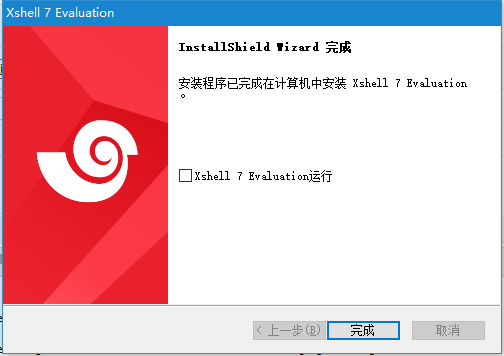 Xshell 7 Evaluation
InstallShield Wizard 完成
安装程序已完成在计算机中安装 Xshell 7 Evaluation
。
Xshell 7 Evaluation运行
< 上一步(B)
完成
取消